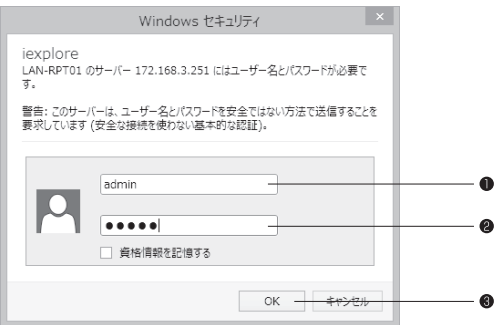 Windows セキュリティ
iexplore
LAN-RPT01 のサーバー 172.168.3.251 にはユーザー名とパスワードが必要で
す。
警告: このサーバーは、ユーザー名とパスワードを安全ではない方法で送信することを
要求しています (安全な接続を使わない基本的な認証)。
admin
❶
●●●●●
❷
資格情報を記憶する
OK
キャンセル
❸